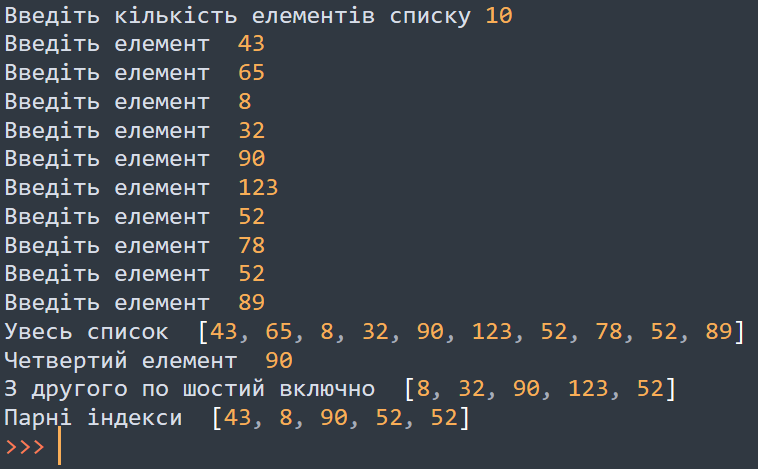 Введіть кількість елементів списку 10
Введіть елемент  43
Введіть елемент  65
Введіть елемент  8
Введіть елемент  32
Введіть елемент  90
Введіть елемент  123
Введіть елемент  52
Введіть елемент  78
Введіть елемент  52
Введіть елемент  89
Увесь список  [43, 65, 8, 32, 90, 123, 52, 78, 52, 89]
Четвертий елемент  90
З другого по шостий включно  [8, 32, 90, 123, 52]
Парні індекси  [43, 8, 90, 52, 52]
>>>